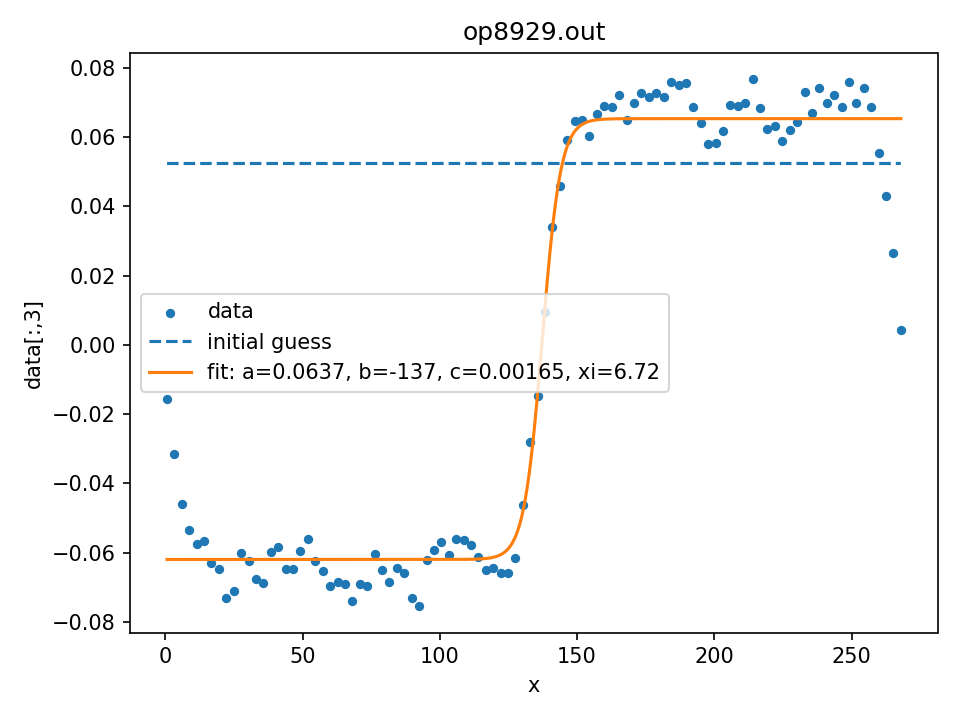 op8929.out
0.08
0.06
0.04
0.02
0.00
−0.02
−0.04
−0.06
−0.08
data[:,3]
data
initial guess
fit: a=0.0637, b=-137, c=0.00165, xi=6.72
0 50 100 150 200 250
x